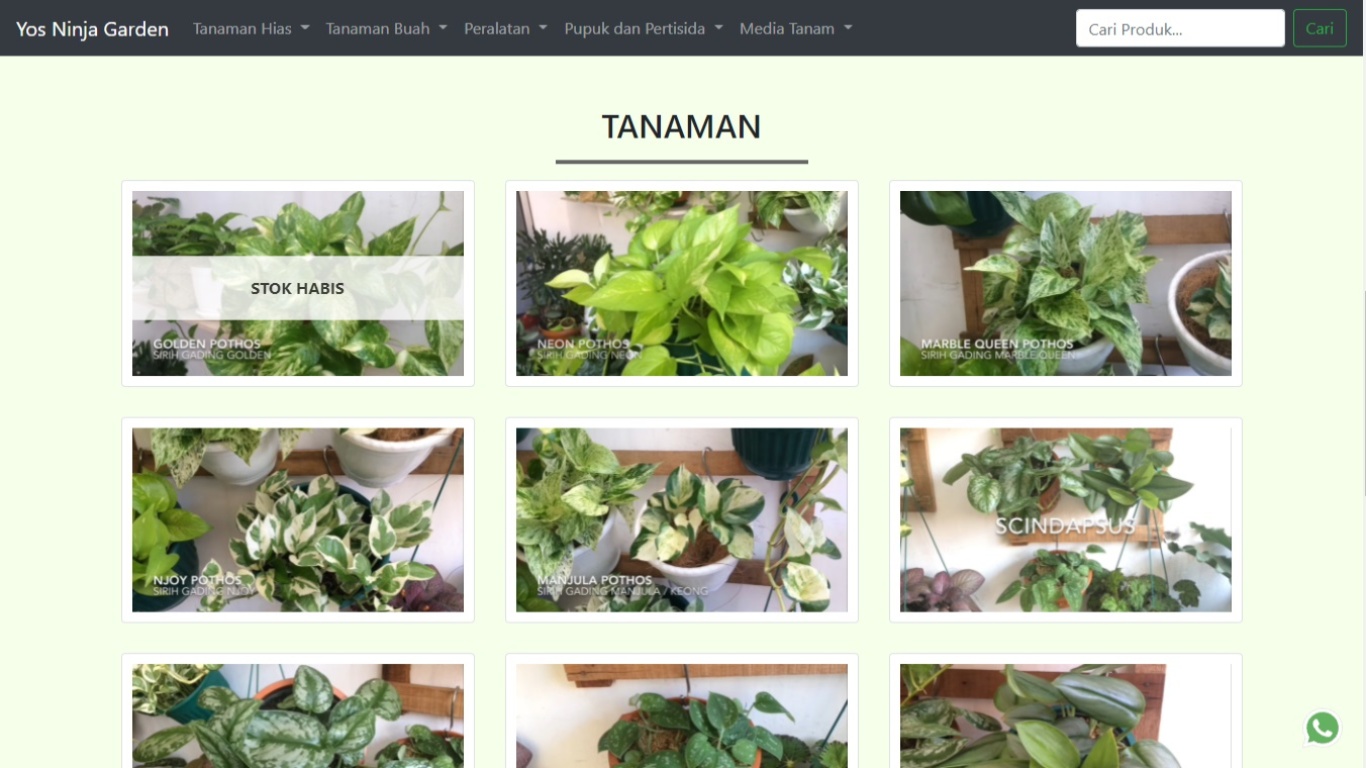 Yos Ninja Garden Tanaman Hias Tanaman Buah Peralatan Pupuk dan Pertisida Media Tanam Cari Produk... Cari
TANAMAN
STOK HABIS
GOLDEN POTHOS
SIRIH GADING GOLDEN
NEON POTHOS
SIRIH GADING NEON
MARBLE QUEEN POTHOS
SIRIH GADING MARBLE QUEEN
NJOY POTHOS
SIRIH GADING NJOY
MANJULA POTHOS
SIRIH GADING MANJULA / KEONG
SCINDAPSUS